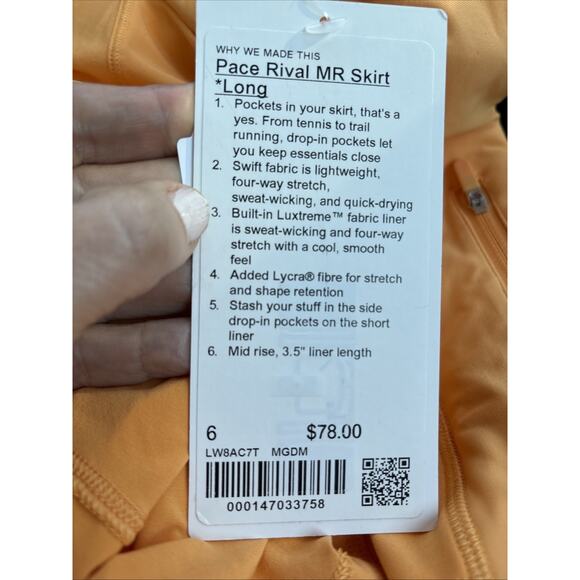 WHY WE MADE THIS
Pace Rival MR Skirt
*Long
1. Pockets in your skirt, that's a
yes. From tennis to trail
running, drop-in pockets let
you keep essentials close
2. Swift fabric is lightweight,
four-way stretch,
sweat-wicking, and quick-drying
3. Built-in Luxtreme™ fabric liner
is sweat-wicking and four-way
stretch with a cool, smooth
feel
4. Added Lycra® fibre for stretch
and shape retention
5. Stash your stuff in the side
drop-in pockets on the short
liner
6. Mid rise, 3.5" liner length
6 $78.00
LW8AC7T MGDM
000147033758